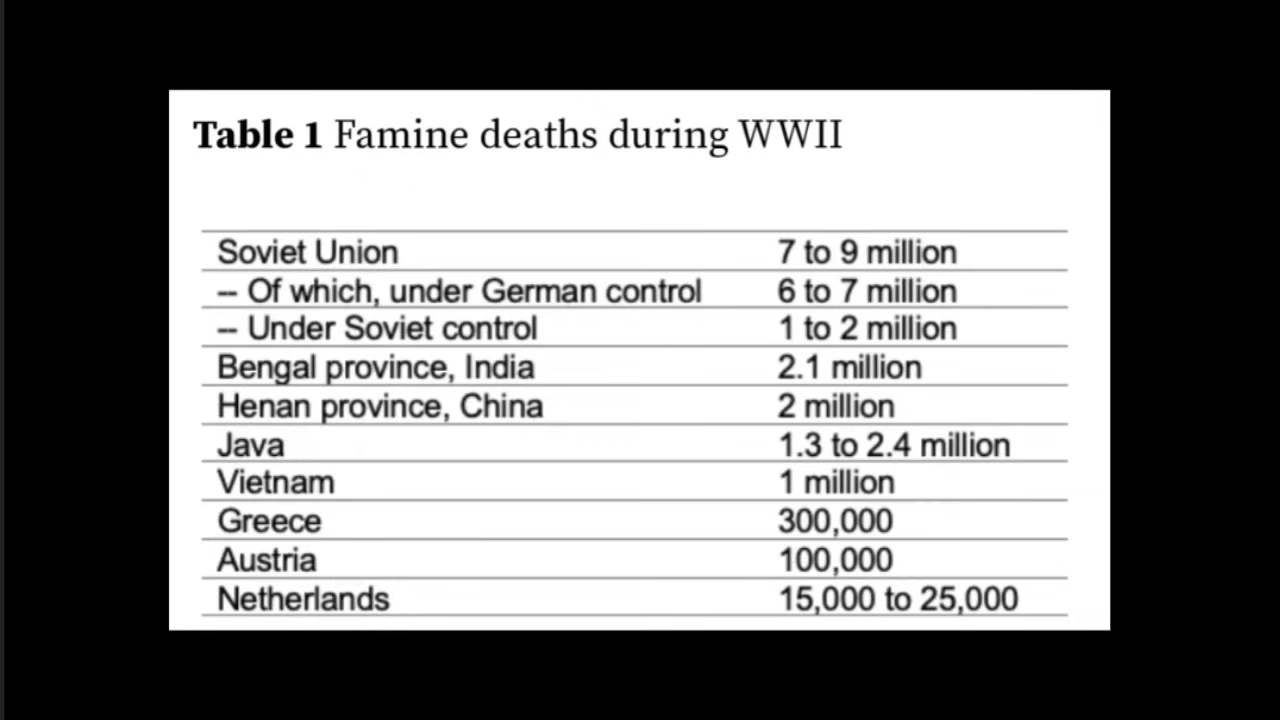 Table 1 Famine deaths during WWII
Soviet Union 7 to 9 million
-- Of which, under German control 6 to 7 million
-- Under Soviet control 1 to 2 million
Bengal province, India 2.1 million
Henan province, China 2 million
Java 1.3 to 2.4 million
Vietnam 1 million
Greece 300,000
Austria 100,000
Netherlands 15,000 to 25,000